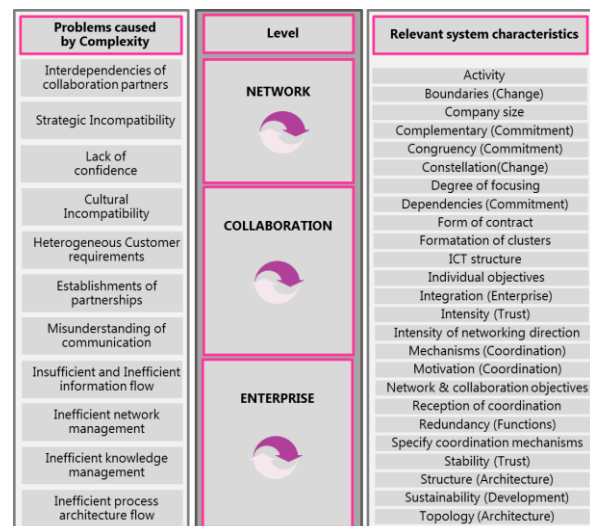 Problems caused
by Complexity
Interdependencies of
collaboration partners
Strategic Incompatibility
Lack of
confidence
Cultural
Incompatibility
Heterogeneous Customer
requirements
Establishments of
partnerships
Misunderstanding of
communication
Insufficient and Inefficient
information flow
Inefficient network
management
Inefficient knowledge
management
Inefficient process
architecture flow
Level
NETWORK
COLLABORATION
ENTERPRISE
Relevant system characteristics
Activity
Boundaries (Change)
Company size
Complementary (Commitment)
Congruency (Commitment)
Constellation(Change)
Degree of focusing
Dependencies (Commitment)
Form of contract
Formatation of clusters
ICT structure
Individual objectives
Integration (Enterprise)
Intensity (Trust)
Intensity of networking direction
Mechanisms (Coordination)
Motivation (Coordination)
Network & collaboration objectives
Reception of coordination
Redundancy (Functions)
Specify coordination mechanisms
Stability (Trust)
Structure (Architecture)
Sustainability (Development)
Topology (Architecture)